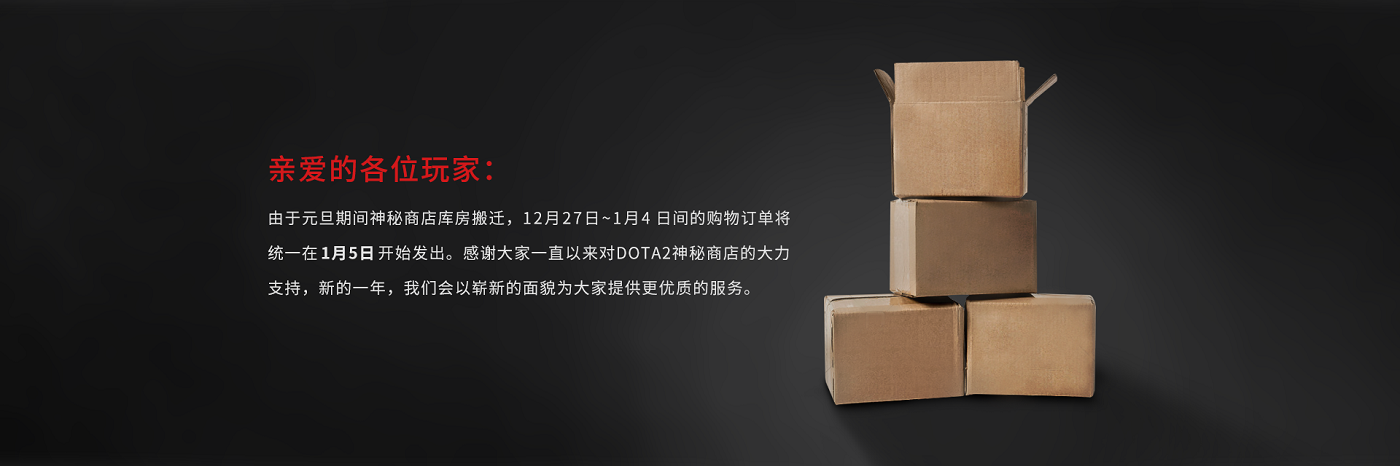 亲爱的各位玩家：
由于元旦期间神秘商店库房搬迁，12月27日~1月4 日间的购物订单将
统一在 1月5日 开始发出。感谢大家一直以来对DOTA2神秘商店的大力
支持，新的一年，我们会以崭新的面貌为大家提供更优质的服务。